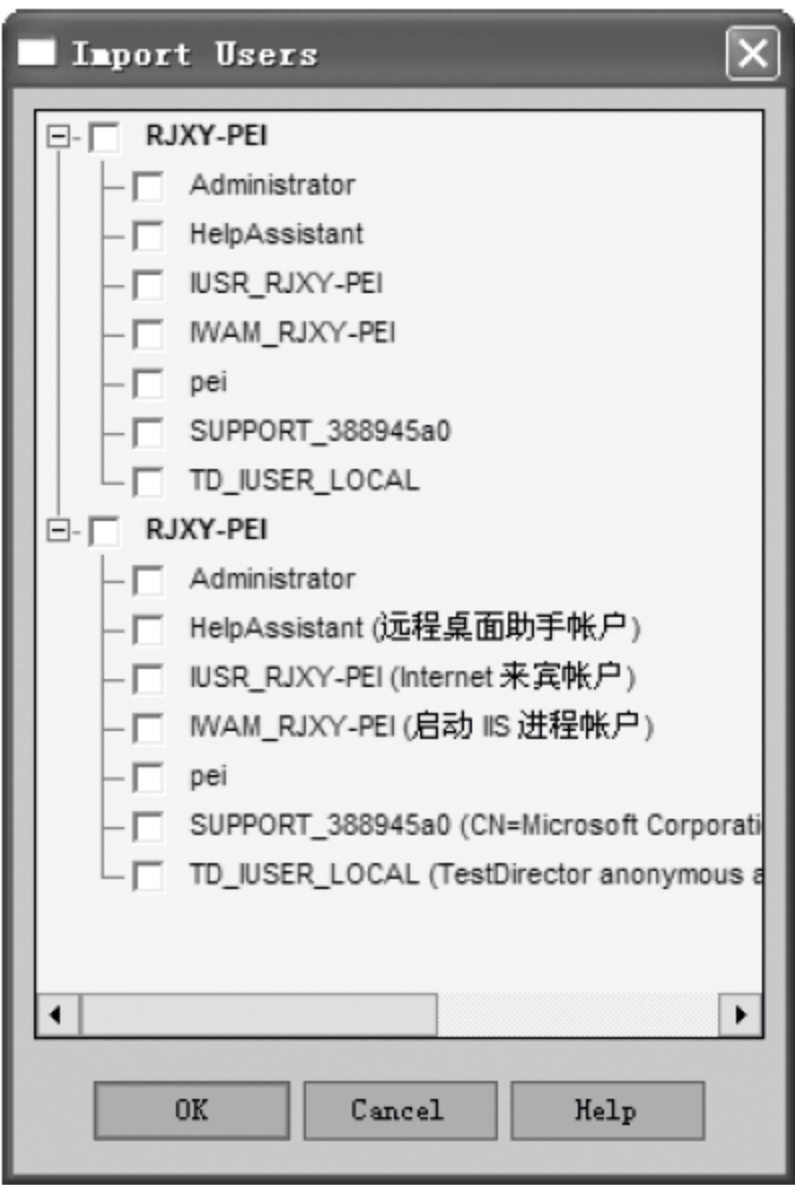 Import Users
RJXY-PEI
Administrator
HelpAssistant
IUSR_RJXY-PEI
IWAM_RJXY-PEI
pei
SUPPORT_388945a0
TD_IUSER_LOCAL
RJXY-PEI
Administrator
HelpAssistant (远程桌面助手帐户)
IUSR_RJXY-PEI (Internet 来宾帐户)
IWAM_RJXY-PEI (启动 IIS 进程帐户)
pei
SUPPORT_388945a0 (CN=Microsoft Corporati
TD_IUSER_LOCAL (TestDirector anonymous a
OK Cancel Help